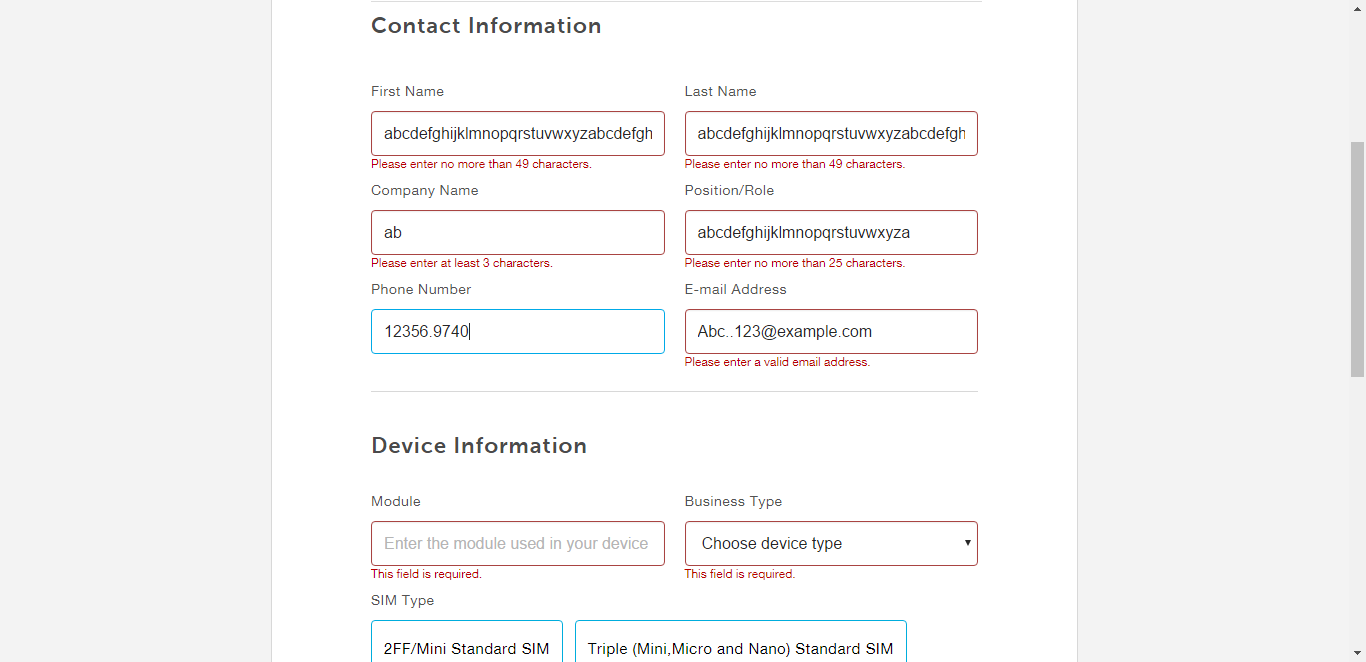 Contact Information
First Name
Last Name
abcdefghijklmnopqrstuvwxyzabcdefgh
abcdefghijklmnopqrstuvwxyzabcdefgh
Please enter no more than 49 characters.
Please enter no more than 49 characters.
Company Name
Position/Role
ab
abcdefghijklmnopqrstuvwxyza
Please enter at least 3 characters.
Please enter no more than 25 characters.
Phone Number
E-mail Address
12356.9740
Abc..123@example.com
Please enter a valid email address.
Device Information
Module
Business Type
Enter the module used in your device
Choose device type
This field is required.
This field is required.
SIM Type
2FF/Mini Standard SIM
Triple (Mini,Micro and Nano) Standard SIM